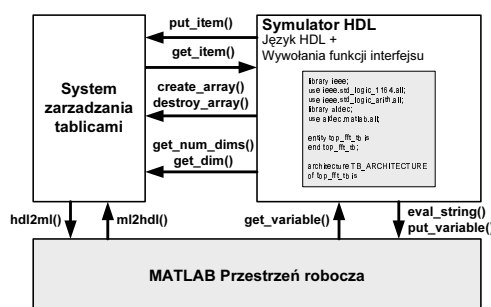 put_item()
get_item()
create_array()
destroy_array()
get_num_dims()
get_dim()
System
zarzadzania
tablicami
Symulator HDL
Język HDL +
Wywołania funkcji interfejsu
library ieee;
use ieee.std_logic_1164.all;
use ieee.std_logic_arith.all;
library aldec;
use aldec.matlab.all;
entity top_fft_tb is
end top_fft_tb;
architecture TB_ARCHITECTURE
of top_fft_tb is
hdl2ml()
ml2hdl()
get_variable()
eval_string()
put_variable()
MATLAB Przestrzeń robocza